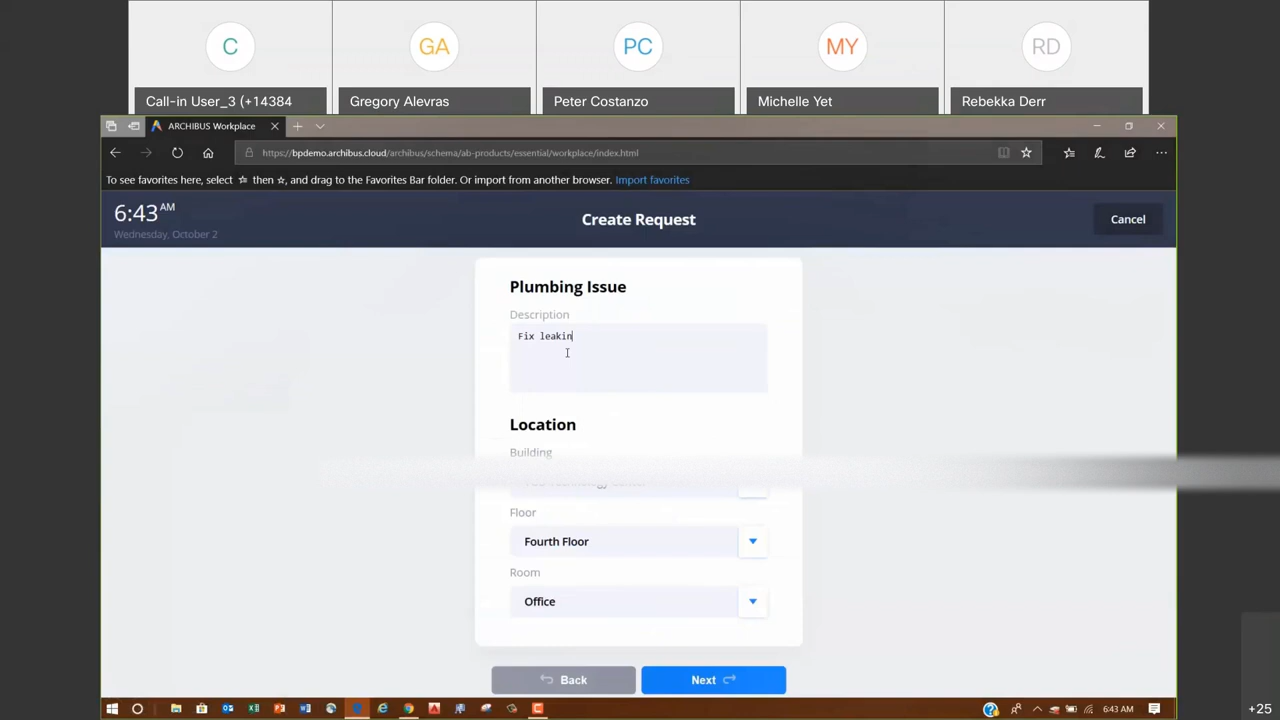 C
GA
PC
MY
RD
Call-in User_3 (+14384
Gregory Alevras
Peter Costanzo
Michelle Yet
Rebekka Derr
ARCHIBUS Workplace
https://bpdemo.archibus.cloud/archibus/schema/ab-products/essential/workplace/index.html
To see favorites here, select ☆ then ☆, and drag to the Favorites Bar folder. Or import from another browser. Import favorites
6:43 AM
Wednesday, October 2
Create Request
Cancel
Plumbing Issue
Description
Fix leakin
Location
Building
Floor
Fourth Floor
Room
Office
Back
Next
6:43 AM
+25